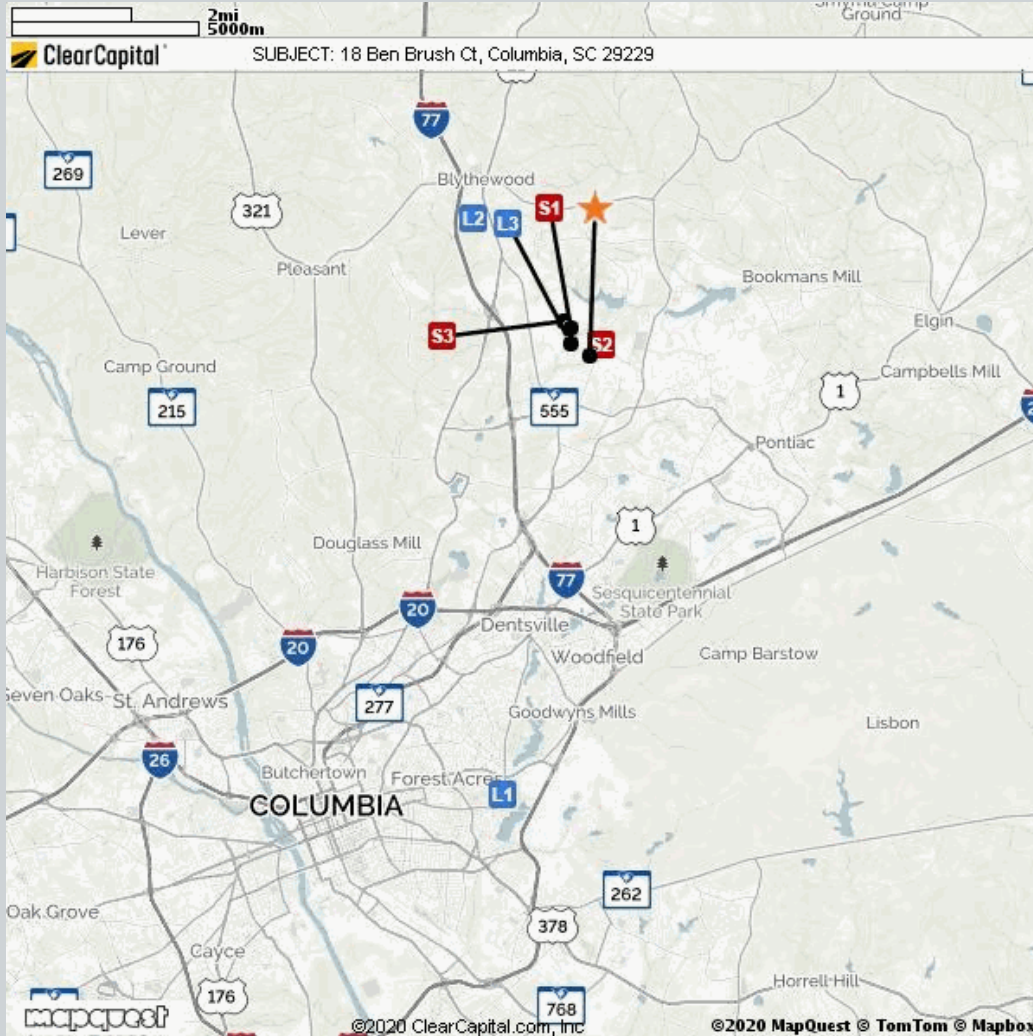 2mi
5000m
Smyrna Camp
Ground
ClearCapital
SUBJECT: 18 Ben Brush Ct, Columbia, SC 29229
77
269
Blythewood
321
L2
L3
S1
Lever
Pleasant
Bookmans Mill
Elgin
S3
S2
Camp Ground
Campbells Mill
215
555
1
Pontiac
1
Douglass Mill
Harbison State
Forest
77
Sesquicentennial
State Park
20
176
20
Dentsville
Woodfield
Camp Barstow
Seven Oaks
St. Andrews
277
Goodwyns Mills
Lisbon
26
Butchertown
Forest Acres
L1
COLUMBIA
262
Oak Grove
378
Cayce
176
Horrell Hill
768
mapquest
©2020 ClearCapital.com, Inc
©2020 MapQuest © TomTom © Mapbo